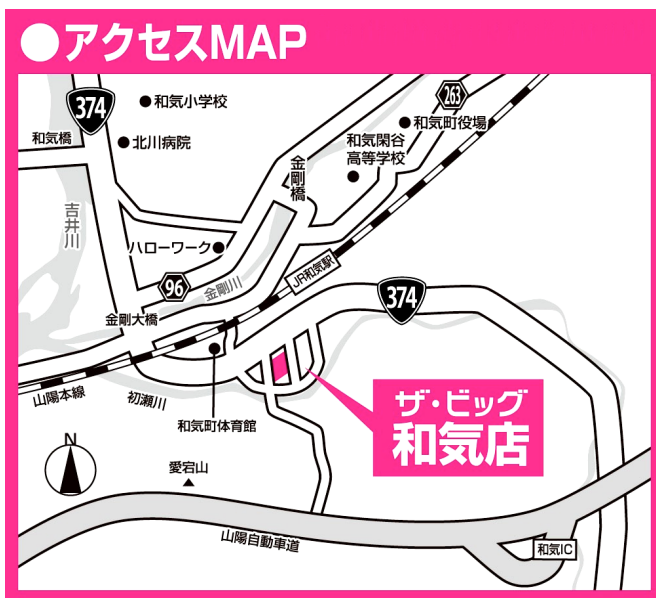 ●アクセスMAP
374
和気小学校
263
和気町役場
和気橋
北川病院
和気閑谷
高等学校
金剛橋
吉井川
ハローワーク
96
金剛川
JR和気駅
374
金剛大橋
山陽本線
初瀬川
和気町体育館
ザ・ビッグ
和気店
N
愛宕山
山陽自動車道
和気IC